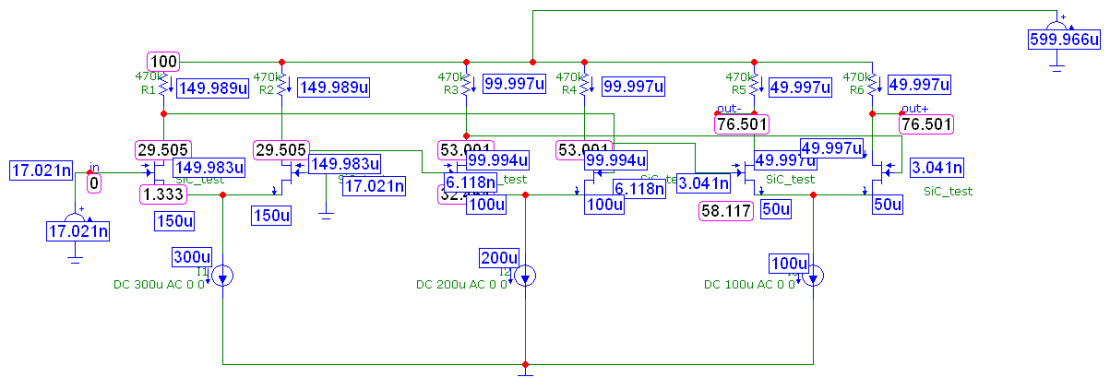 599.966u
100
470k
R1
149.989u
470k
R2
149.989u
470k
R3
99.997u
470k
R4
99.997u
470k
R5
49.997u
470k
R6
49.997u
out-
76.501
out+
76.501
29.505
29.505
53.001
53.001
49.997u
in
0
17.021n
149.983u
SiC_test
149.983u
17.021n
99.994u
6.118n
99.994u
6.118n
49.997u
3.041n
SiC_test
3.041n
SiC_test
1.333
150u
150u
100u
100u
58.117
50u
50u
17.021n
300u
I1
DC 300u AC 0 0
200u
DC 200u AC 0 0
100u
DC 100u AC 0 0